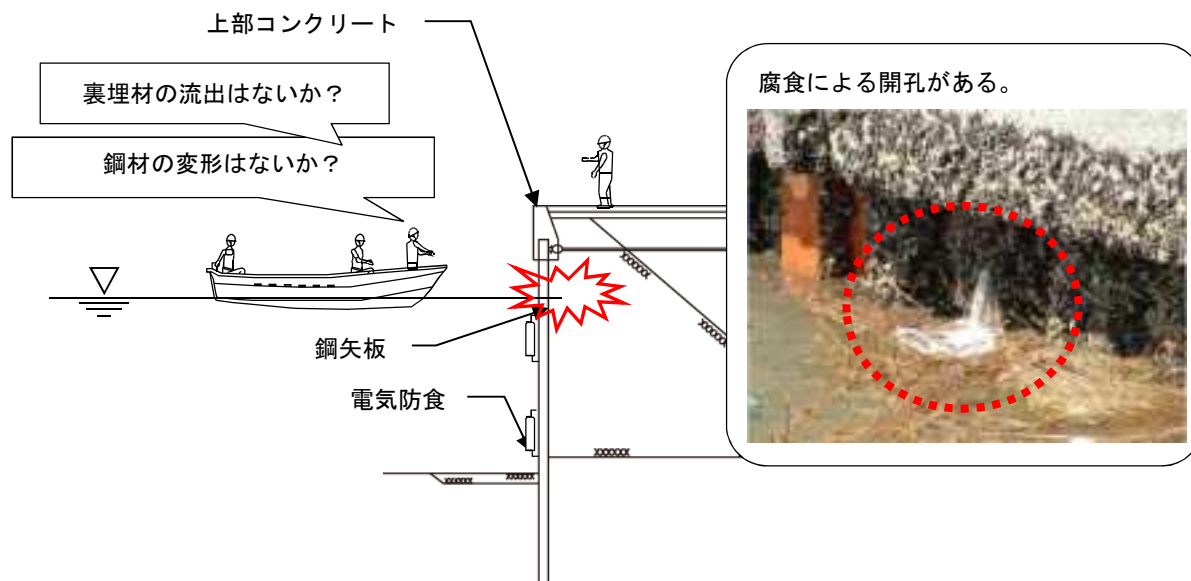 上部コンクリート
裏埋材の流出はないか？
鋼材の変形はないか？
腐食による開孔がある。
鋼矢板
電気防食